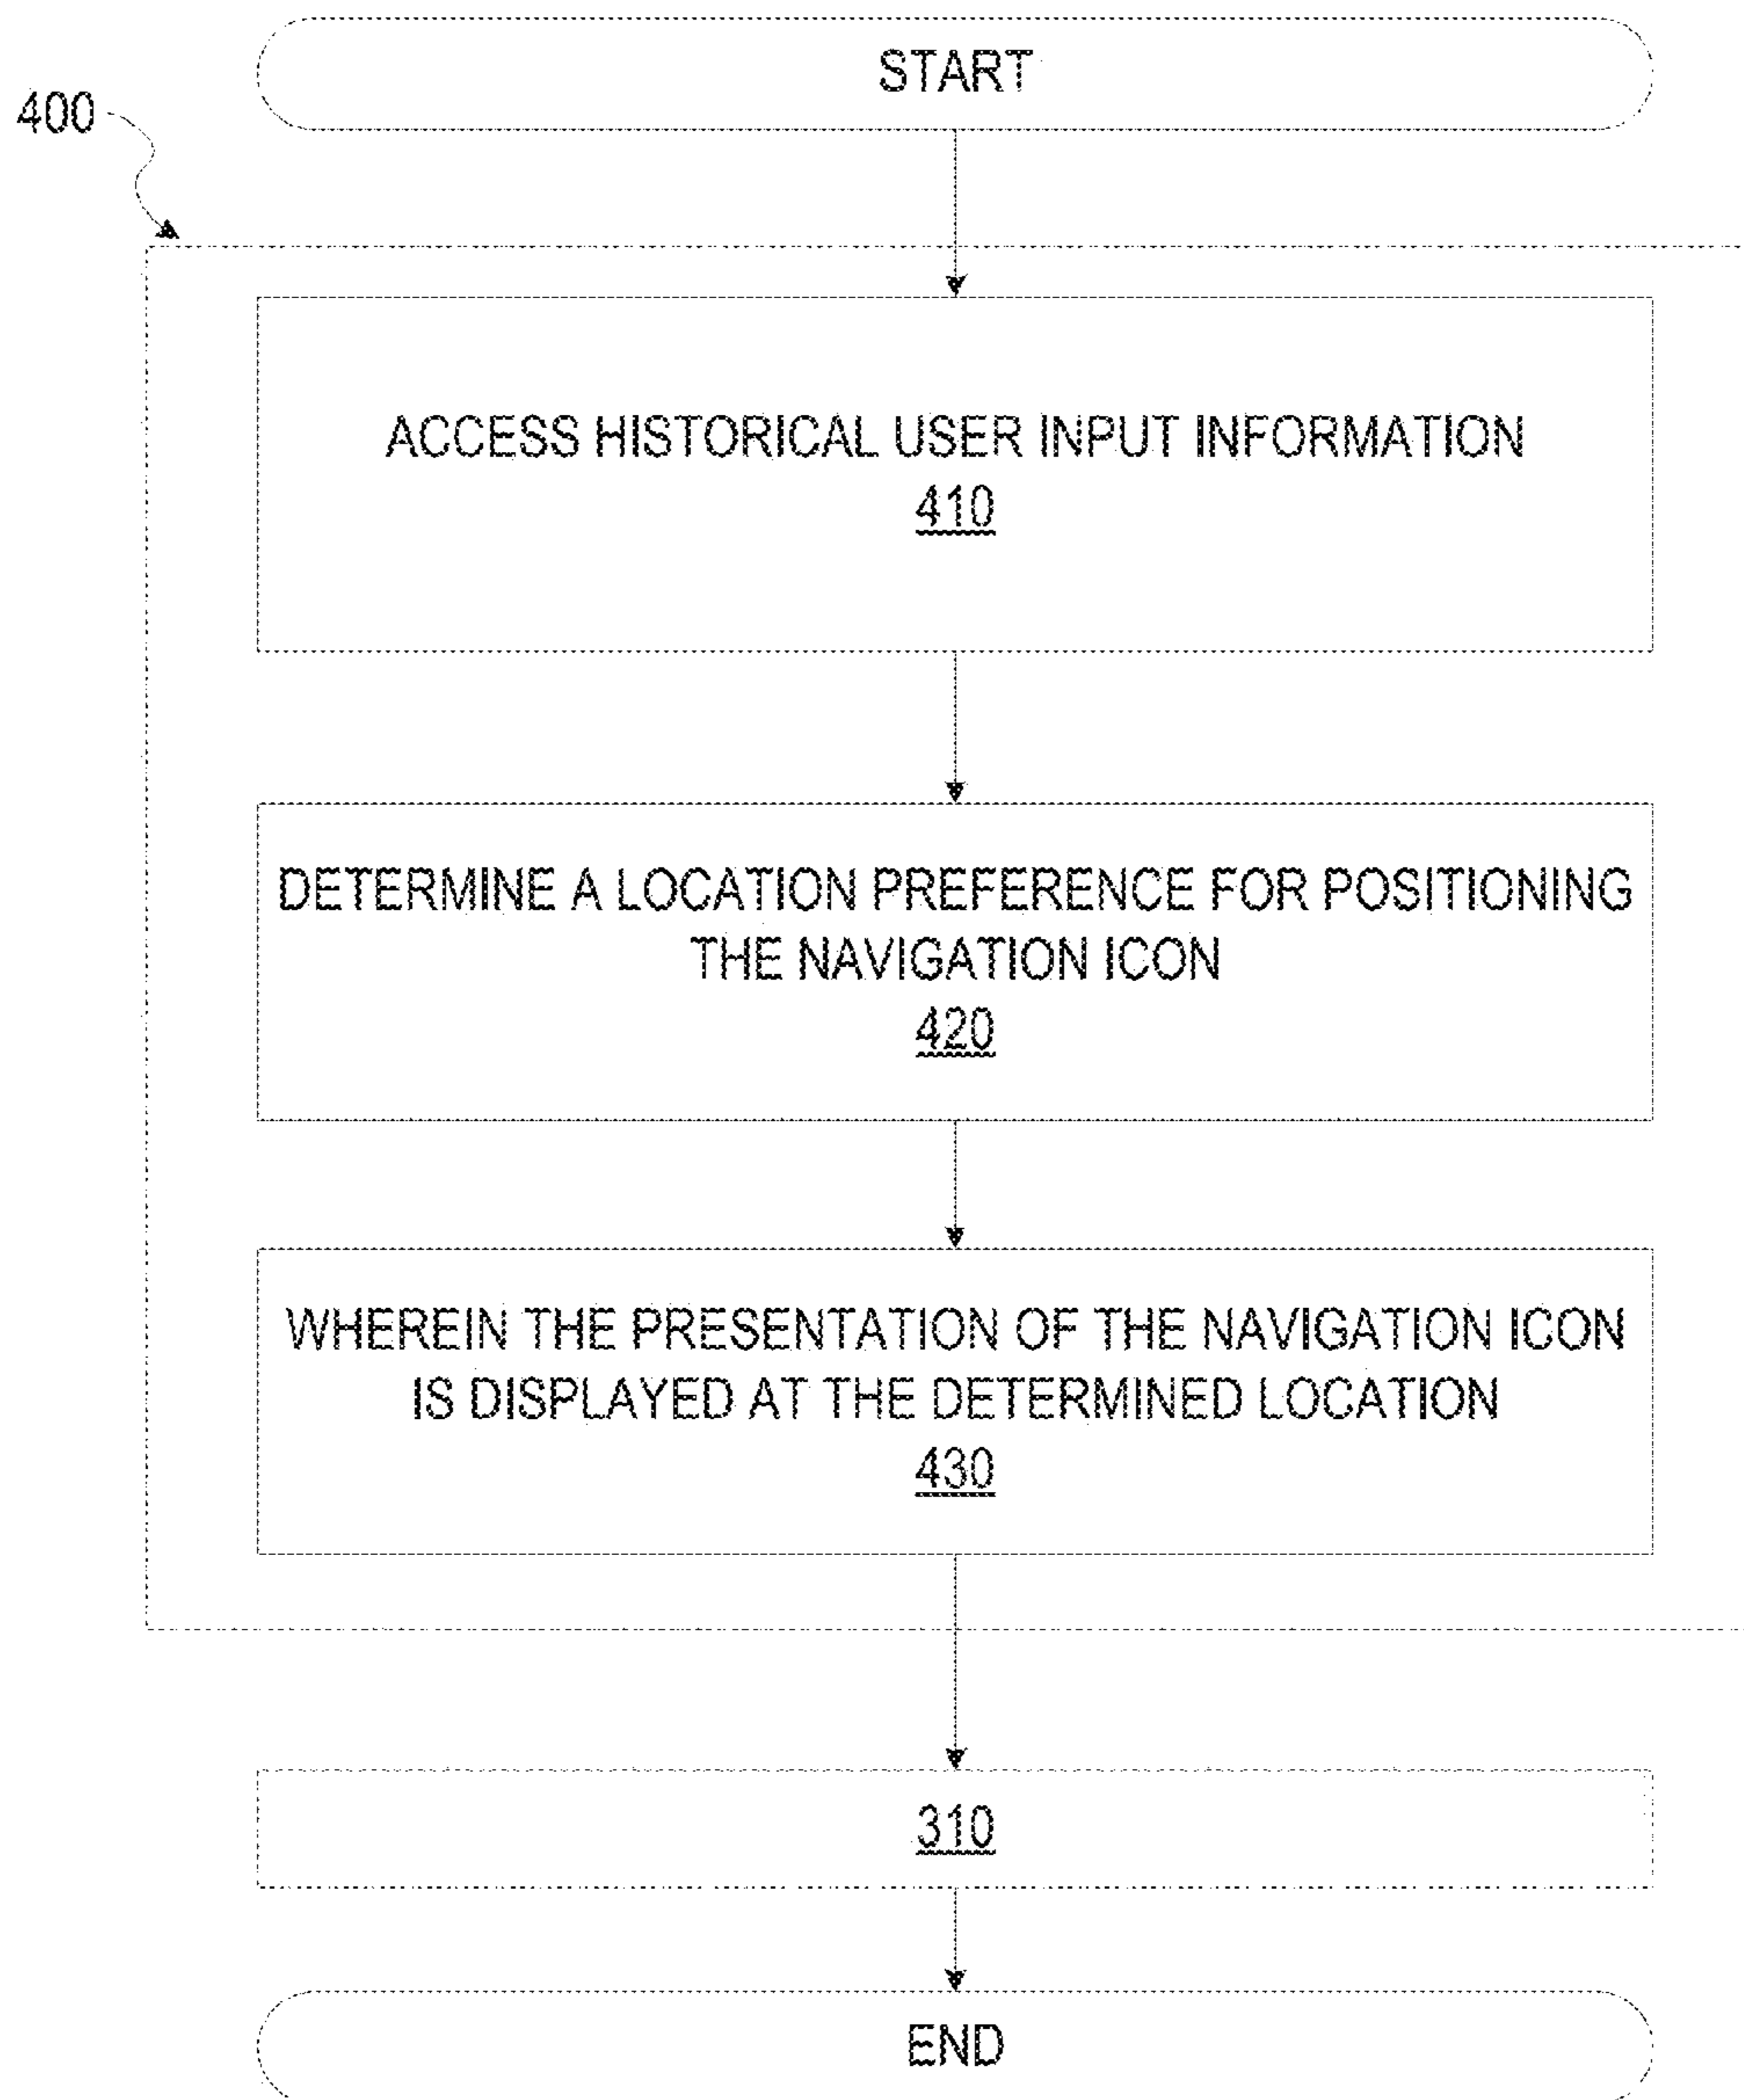 START
400
ACCESS HISTORICAL USER INPUT INFORMATION
410
DETERMINE A LOCATION PREFERENCE FOR POSITIONING
THE NAVIGATION ICON
420
WHEREIN THE PRESENTATION OF THE NAVIGATION ICON
IS DISPLAYED AT THE DETERMINED LOCATION
430
310
END